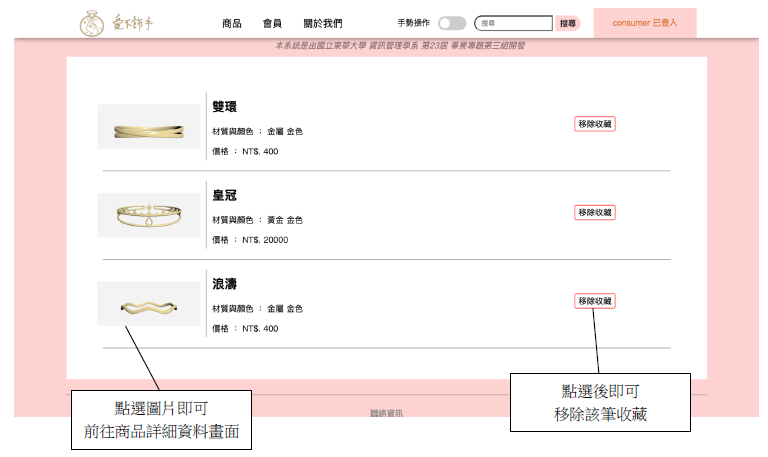 愛不飾手
商品 會員 關於我們 手勢操作 搜尋 搜尋 consumer 已登入
本系統是由國立東華大學 資訊管理學系 第23屆 畢業專題第三組開發
雙環
材質與顏色 : 金屬 金色
價格 : NT$. 400
移除收藏
皇冠
材質與顏色 : 黃金 金色
價格 : NT$. 20000
移除收藏
浪濤
材質與顏色 : 金屬 金色
價格 : NT$. 400
移除收藏
點選圖片即可
前往商品詳細資料畫面
點選後即可
移除該筆收藏
聯絡資訊